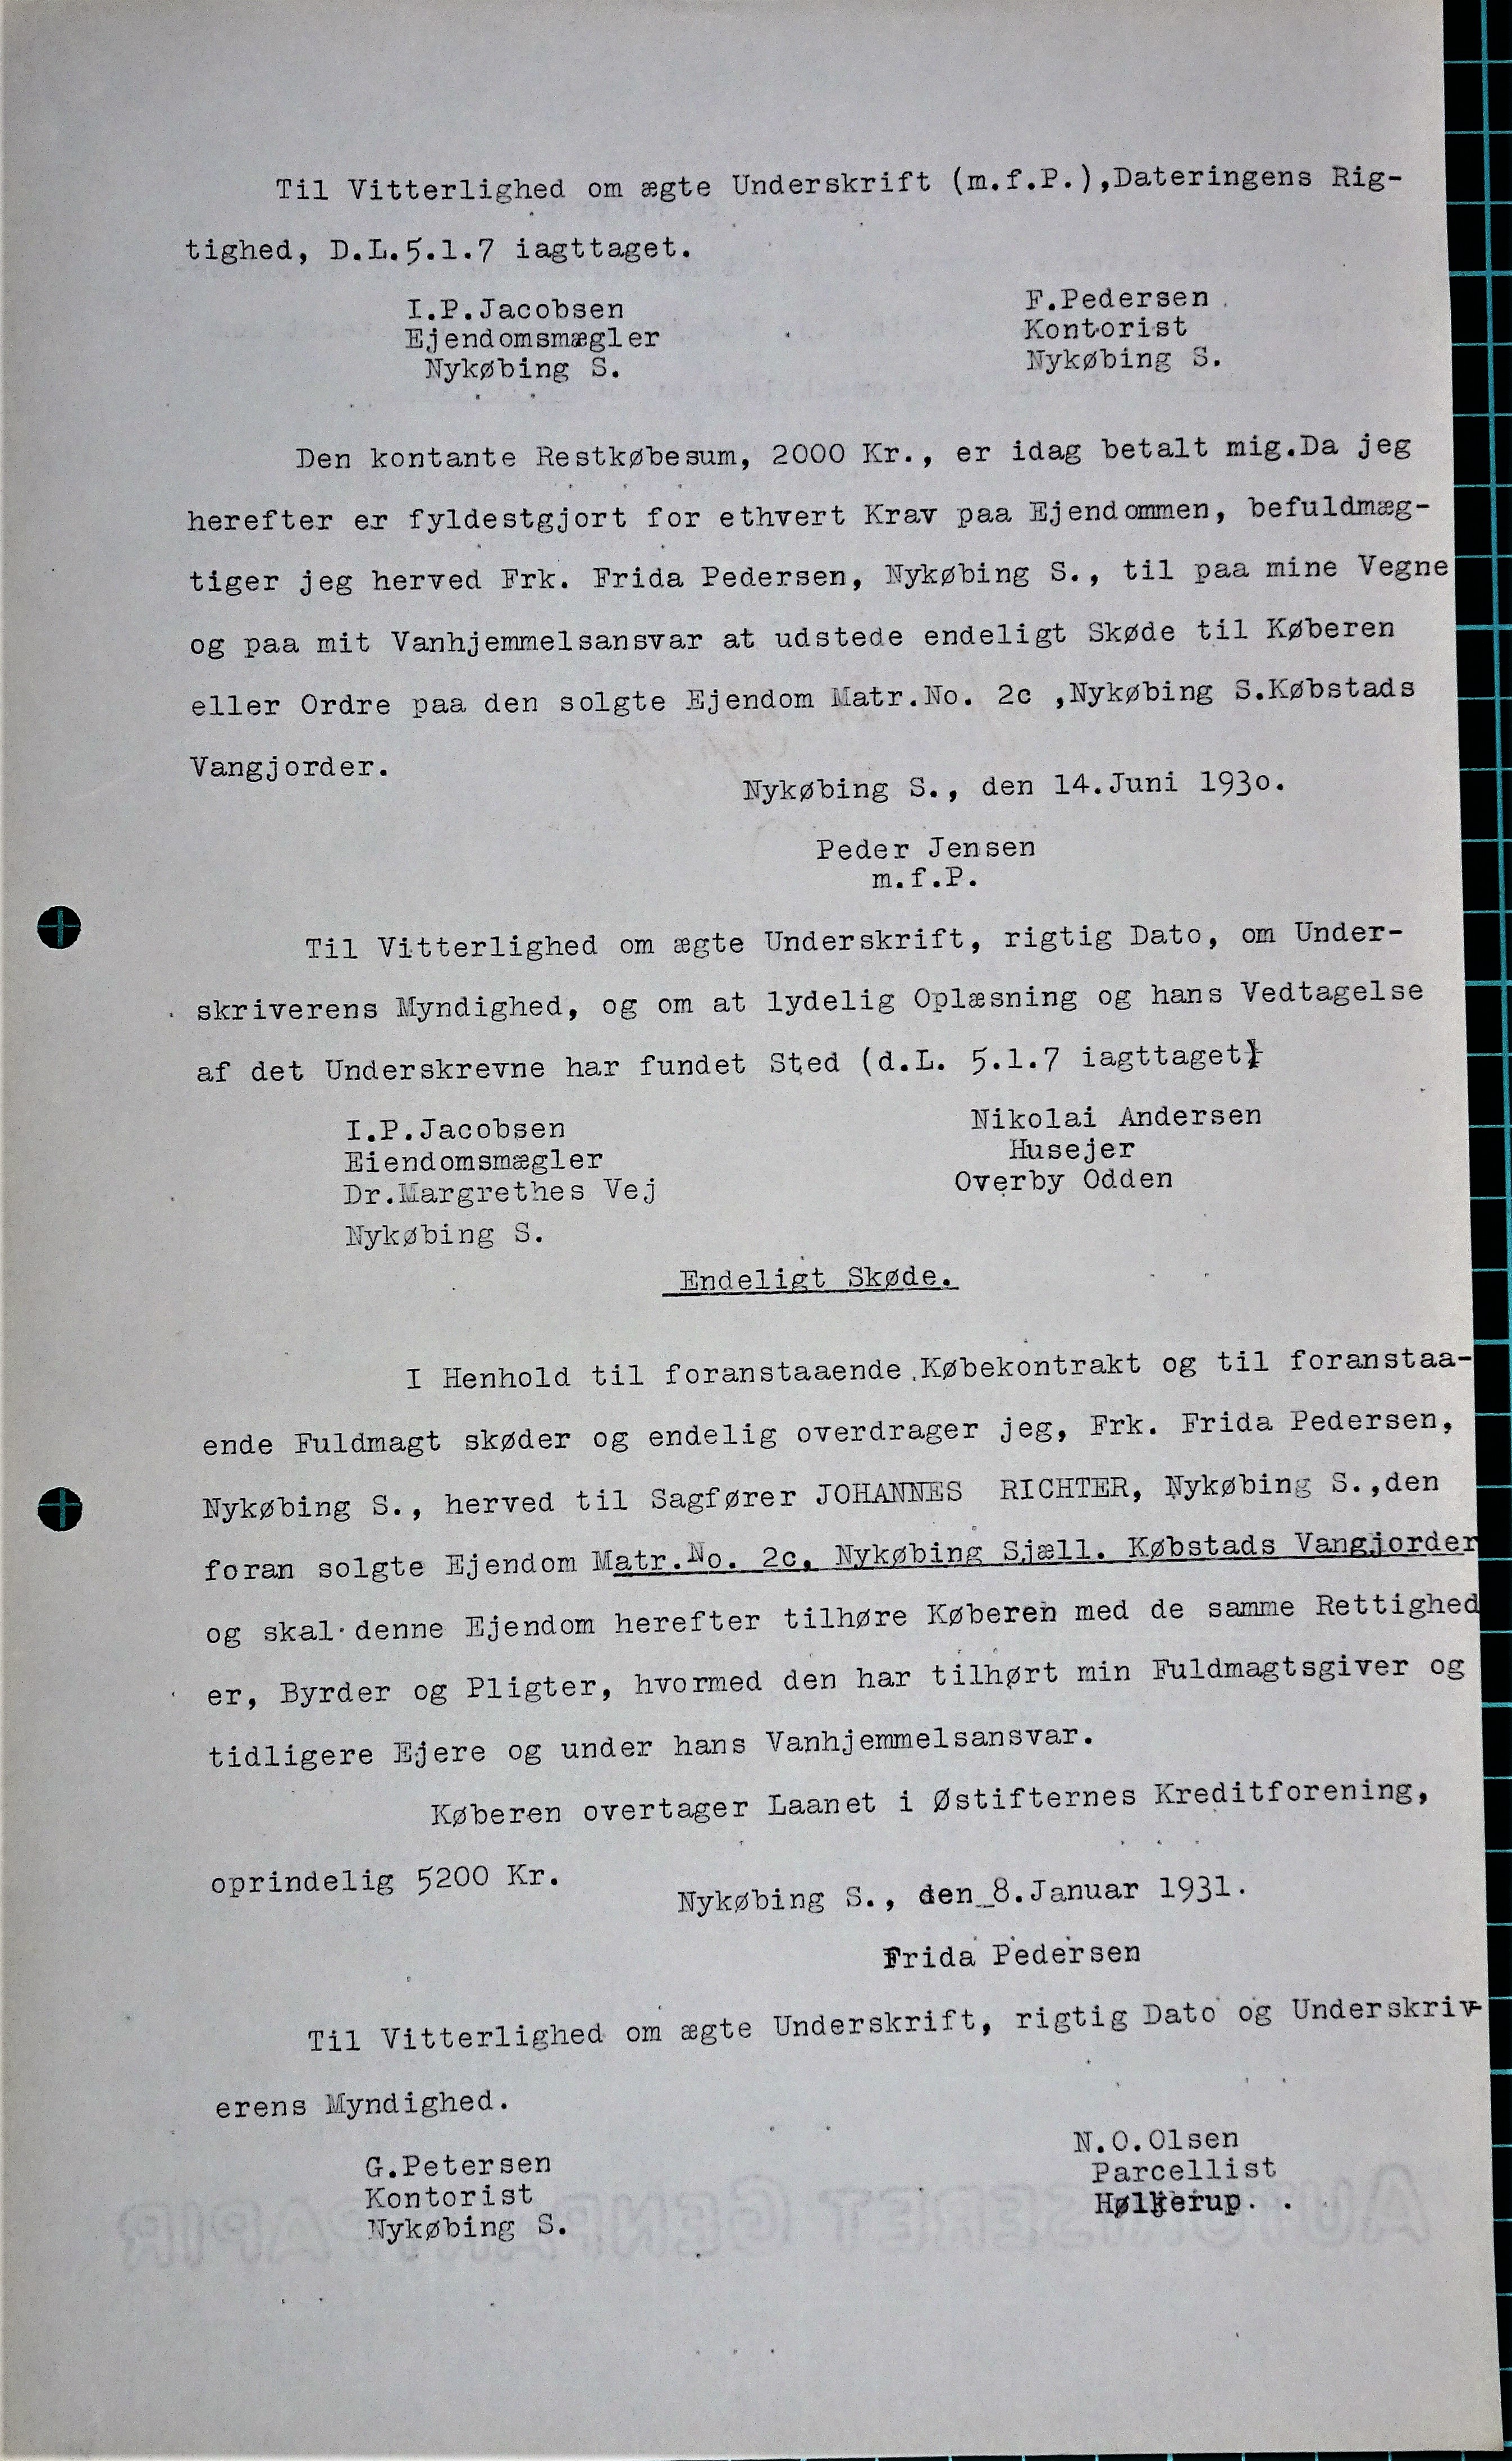 Til Vitterlighed om ægte Underskrift (m.f.P.),Dateringens Rig-
tighed, D.L.5.1.7 iagttaget.
I.P.Jacobsen F.Pedersen
Ejendomsmægler Kontorist
Nykøbing S. Nykøbing S.
Den kontante Restkøbesum, 2000 Kr., er idag betalt mig.Da jeg
herefter er fyldestgjort for ethvert Krav paa Ejendommen, befuldmæg-
tiger jeg herved Frk. Frida Pedersen, Nykøbing S., til paa mine Vegne
og paa mit Vanhjemmelsansvar at udstede endeligt Skøde til Køberen
eller Ordre paa den solgte Ejendom Matr.No. 2c ,Nykøbing S.Købstads
Vangjorder.
Nykøbing S., den 14.Juni 1930.
Peder Jensen
m.f.P.
Til Vitterlighed om ægte Underskrift, rigtig Dato, om Under-
skriverens Myndighed, og om at lydelig Oplæsning og hans Vedtagelse
af det Underskrevne har fundet Sted (d.L. 5.1.7 iagttaget)
I.P.Jacobsen Nikolai Andersen
Eiendomsmægler Husejer
Dr.Margrethes Vej Overby Odden
Nykøbing S.
Endeligt Skøde.
I Henhold til foranstaaende Købekontrakt og til foranstaa-
ende Fuldmagt skøder og endelig overdrager jeg, Frk. Frida Pedersen,
Nykøbing S., herved til Sagfører JOHANNES RICHTER, Nykøbing S.,den
foran solgte Ejendom Matr.No. 2c, Nykøbing Sjæll. Købstads Vangjorder
og skal denne Ejendom herefter tilhøre Køberen med de samme Rettighed
er, Byrder og Pligter, hvormed den har tilhørt min Fuldmagtsgiver og
tidligere Ejere og under hans Vanhjemmelsansvar.
Køberen overtager Laanet i Østifternes Kreditforening,
oprindelig 5200 Kr.
Nykøbing S., den 8.Januar 1931.
Frida Pedersen
Til Vitterlighed om ægte Underskrift, rigtig Dato og Underskriv-
erens Myndighed.
G.Petersen N.O.Olsen
Kontorist Parcellist
Nykøbing S.